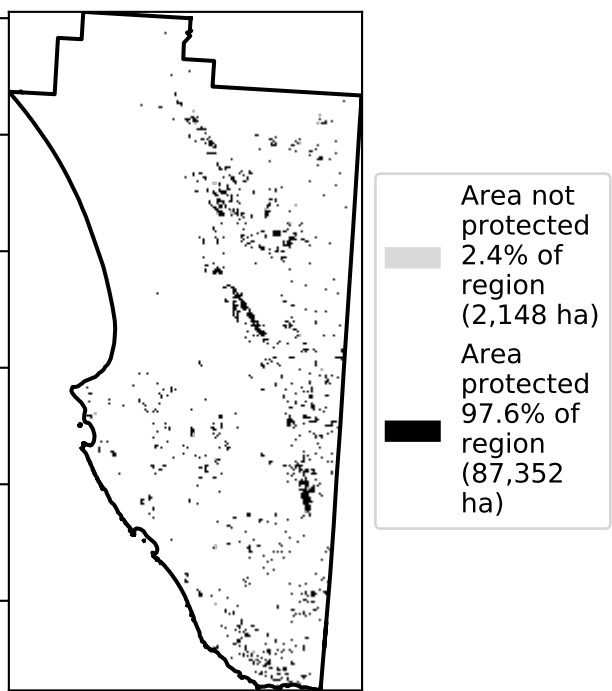 Area not
protected
2.4% of
region
(2,148 ha)
Area
protected
97.6% of
region
(87,352
ha)